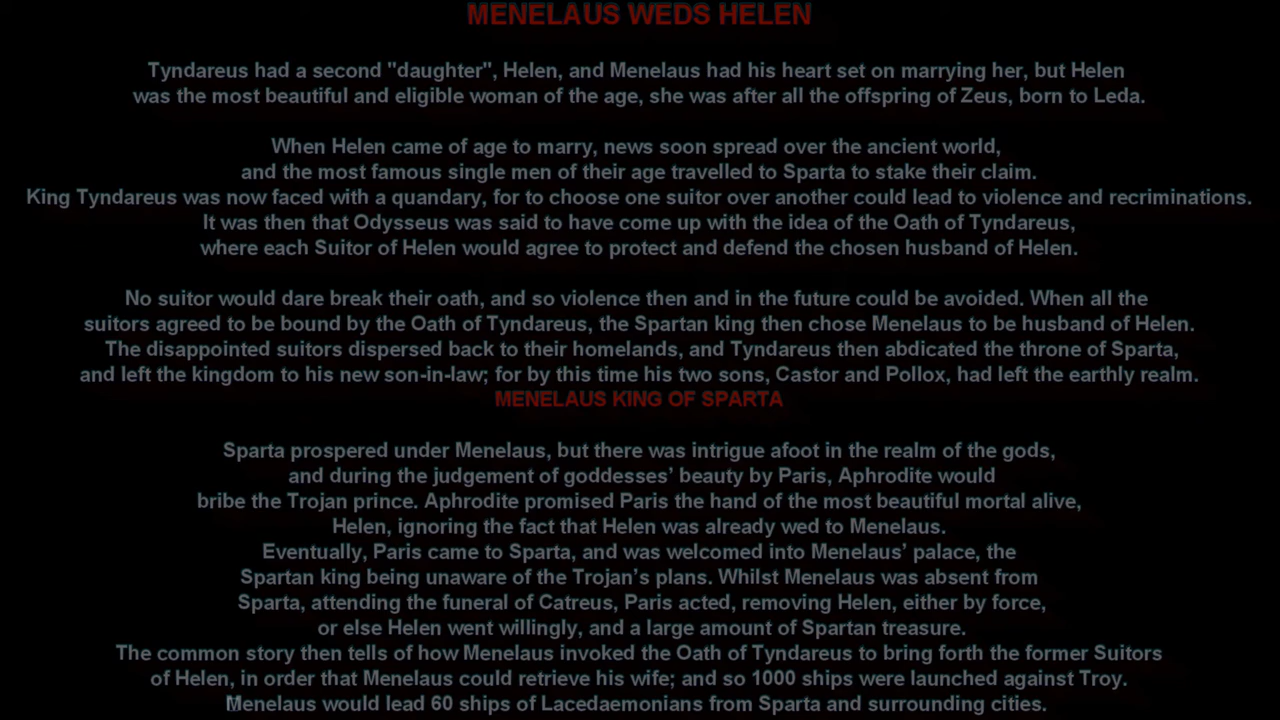 MENELAUS WEDS HELEN
Tyndareus had a second "daughter", Helen, and Menelaus had his heart set on marrying her, but Helen
was the most beautiful and eligible woman of the age, she was after all the offspring of Zeus, born to Leda.
When Helen came of age to marry, news soon spread over the ancient world,
and the most famous single men of their age travelled to Sparta to stake their claim.
King Tyndareus was now faced with a quandary, for to choose one suitor over another could lead to violence and recriminations.
It was then that Odysseus was said to have come up with the idea of the Oath of Tyndareus,
where each Suitor of Helen would agree to protect and defend the chosen husband of Helen.
No suitor would dare break their oath, and so violence then and in the future could be avoided. When all the
suitors agreed to be bound by the Oath of Tyndareus, the Spartan king then chose Menelaus to be husband of Helen.
The disappointed suitors dispersed back to their homelands, and Tyndareus then abdicated the throne of Sparta,
and left the kingdom to his new son-in-law; for by this time his two sons, Castor and Pollox, had left the earthly realm.
MENELAUS KING OF SPARTA
Sparta prospered under Menelaus, but there was intrigue afoot in the realm of the gods,
and during the judgement of goddesses’ beauty by Paris, Aphrodite would
bribe the Trojan prince. Aphrodite promised Paris the hand of the most beautiful mortal alive,
Helen, ignoring the fact that Helen was already wed to Menelaus.
Eventually, Paris came to Sparta, and was welcomed into Menelaus’ palace, the
Spartan king being unaware of the Trojan’s plans. Whilst Menelaus was absent from
Sparta, attending the funeral of Catreus, Paris acted, removing Helen, either by force,
or else Helen went willingly, and a large amount of Spartan treasure.
The common story then tells of how Menelaus invoked the Oath of Tyndareus to bring forth the former Suitors
of Helen, in order that Menelaus could retrieve his wife; and so 1000 ships were launched against Troy.
Menelaus would lead 60 ships of Lacedaemonians from Sparta and surrounding cities.